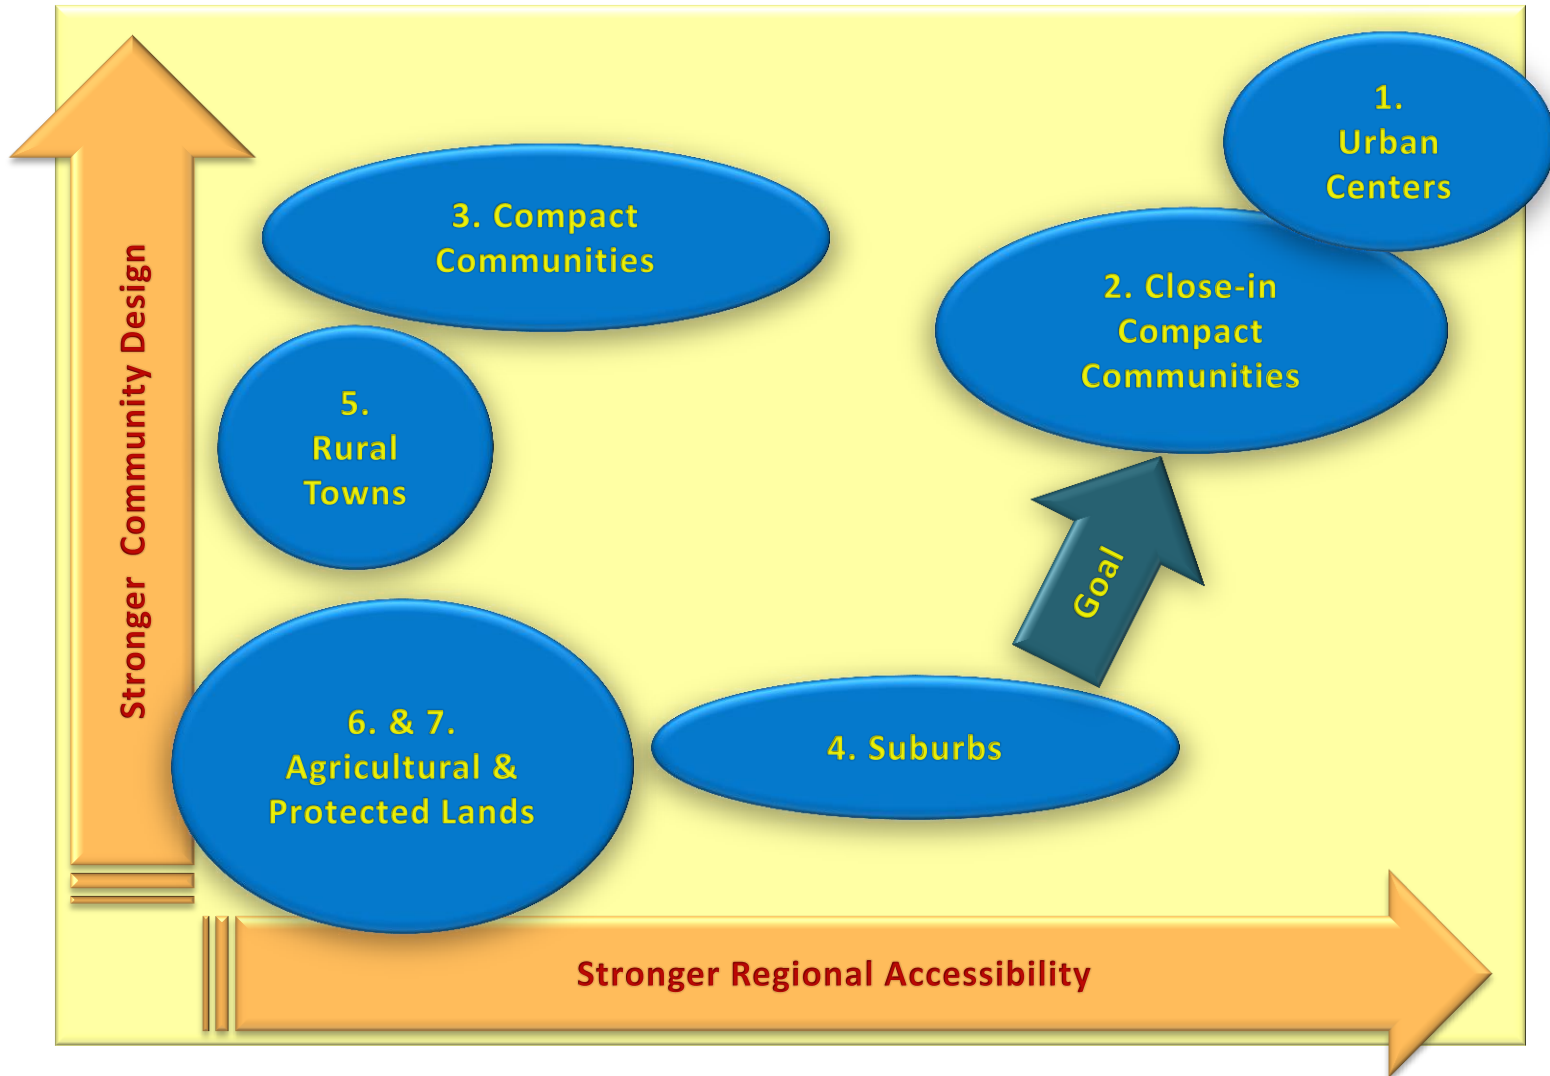 Stronger Community Design
1.
Urban
Centers
3. Compact
Communities
2. Close-in
Compact
Communities
5.
Rural
Towns
Goal
6. & 7.
Agricultural &
Protected Lands
4. Suburbs
Stronger Regional Accessibility